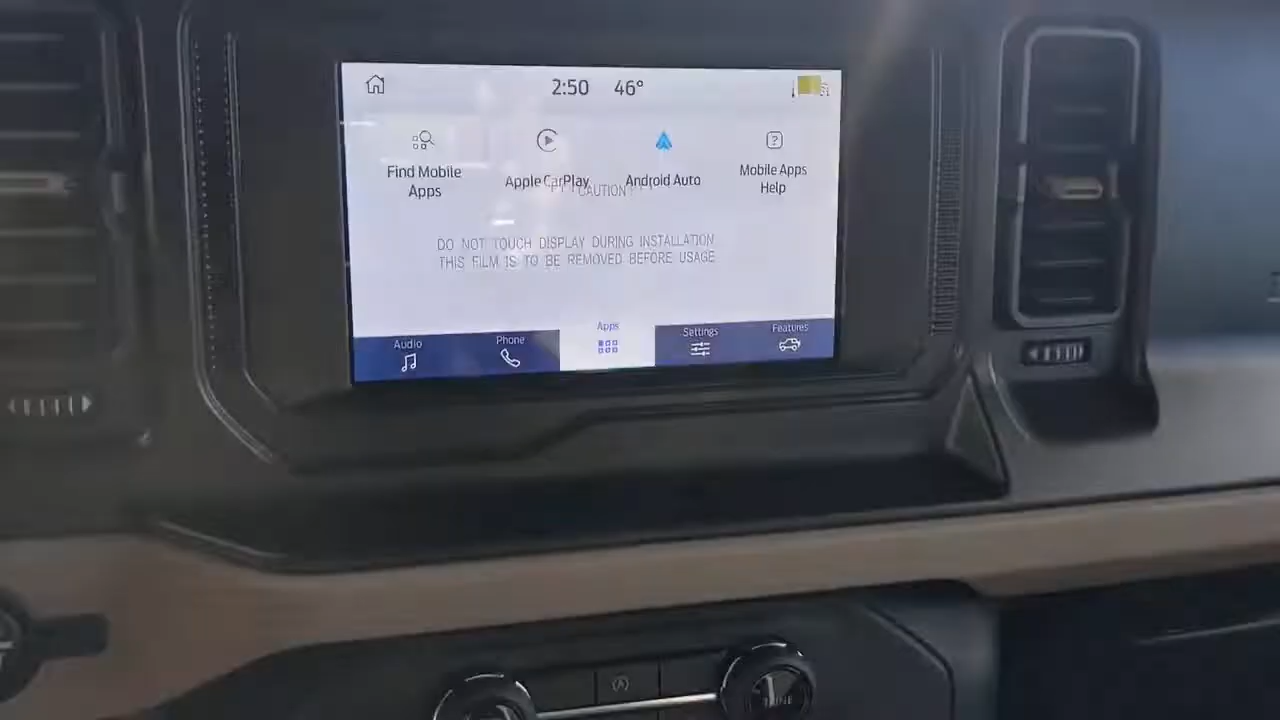 2:50 46°
Find Mobile
Apps
Apple CarPlay
Android Auto
Mobile Apps
Help
CAUTION
DO NOT TOUCH DISPLAY DURING INSTALLATION
THIS FILM IS TO BE REMOVED BEFORE USAGE
Audio
Phone
Apps
Settings
Features